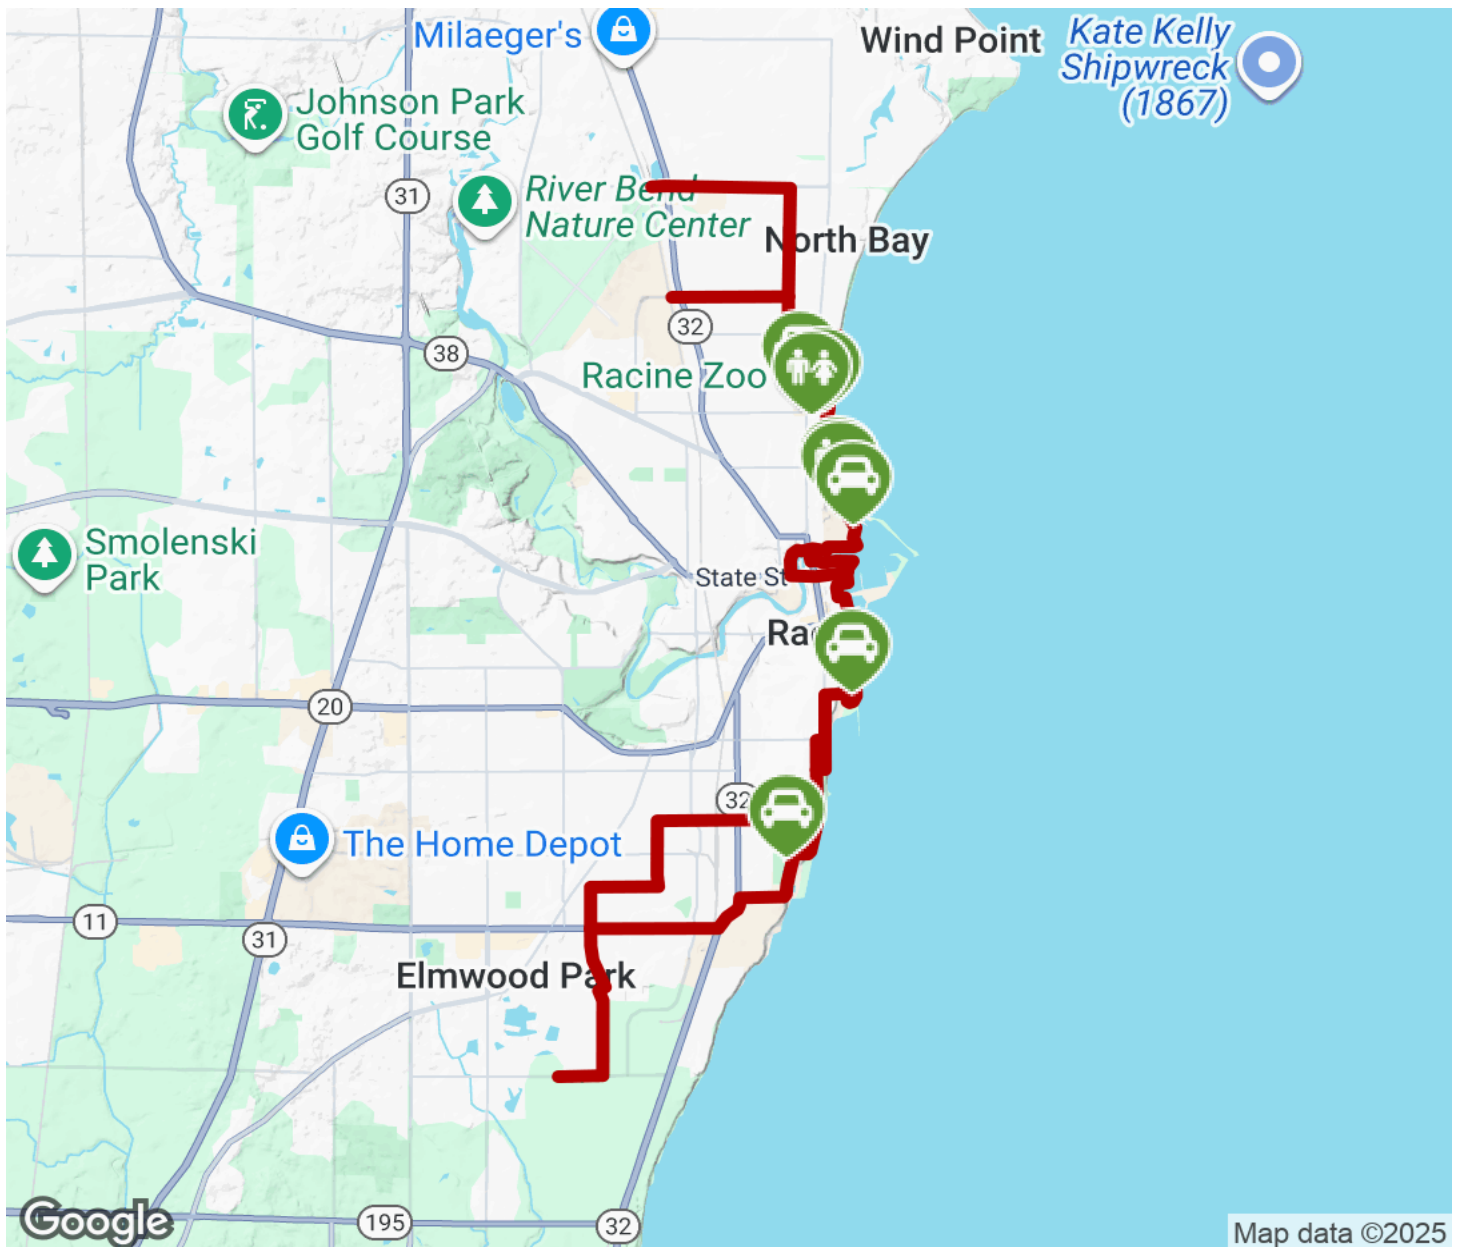 Milaeger's
Wind Point
Kate Kelly
Shipwreck
(1867)
Johnson Park
Golf Course
31
River Bend
Nature Center
North Bay
32
38
Racine Zoo
Smolenski
Park
State St
20
32
The Home Depot
11
31
Elmwood Park
195
32
Google
Map data ©2025